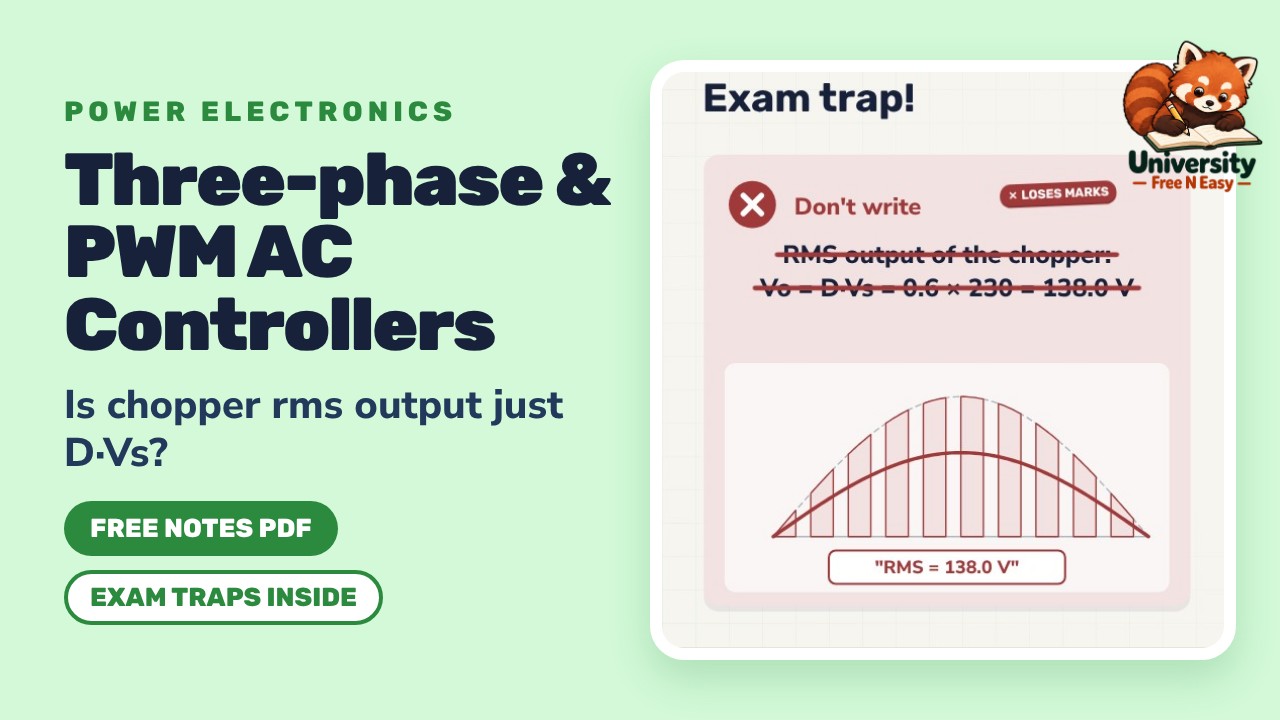 POWER ELECTRONICS
Three-phase &
PWM AC
Controllers
Is chopper rms output just
D·Vs?
FREE NOTES PDF
EXAM TRAPS INSIDE
Exam trap!
Don't write
× LOSES MARKS
RMS output of the chopper:
Vo = D·Vs = 0.6 × 230 = 138.0 V
"RMS = 138.0 V"
University
Free N Easy